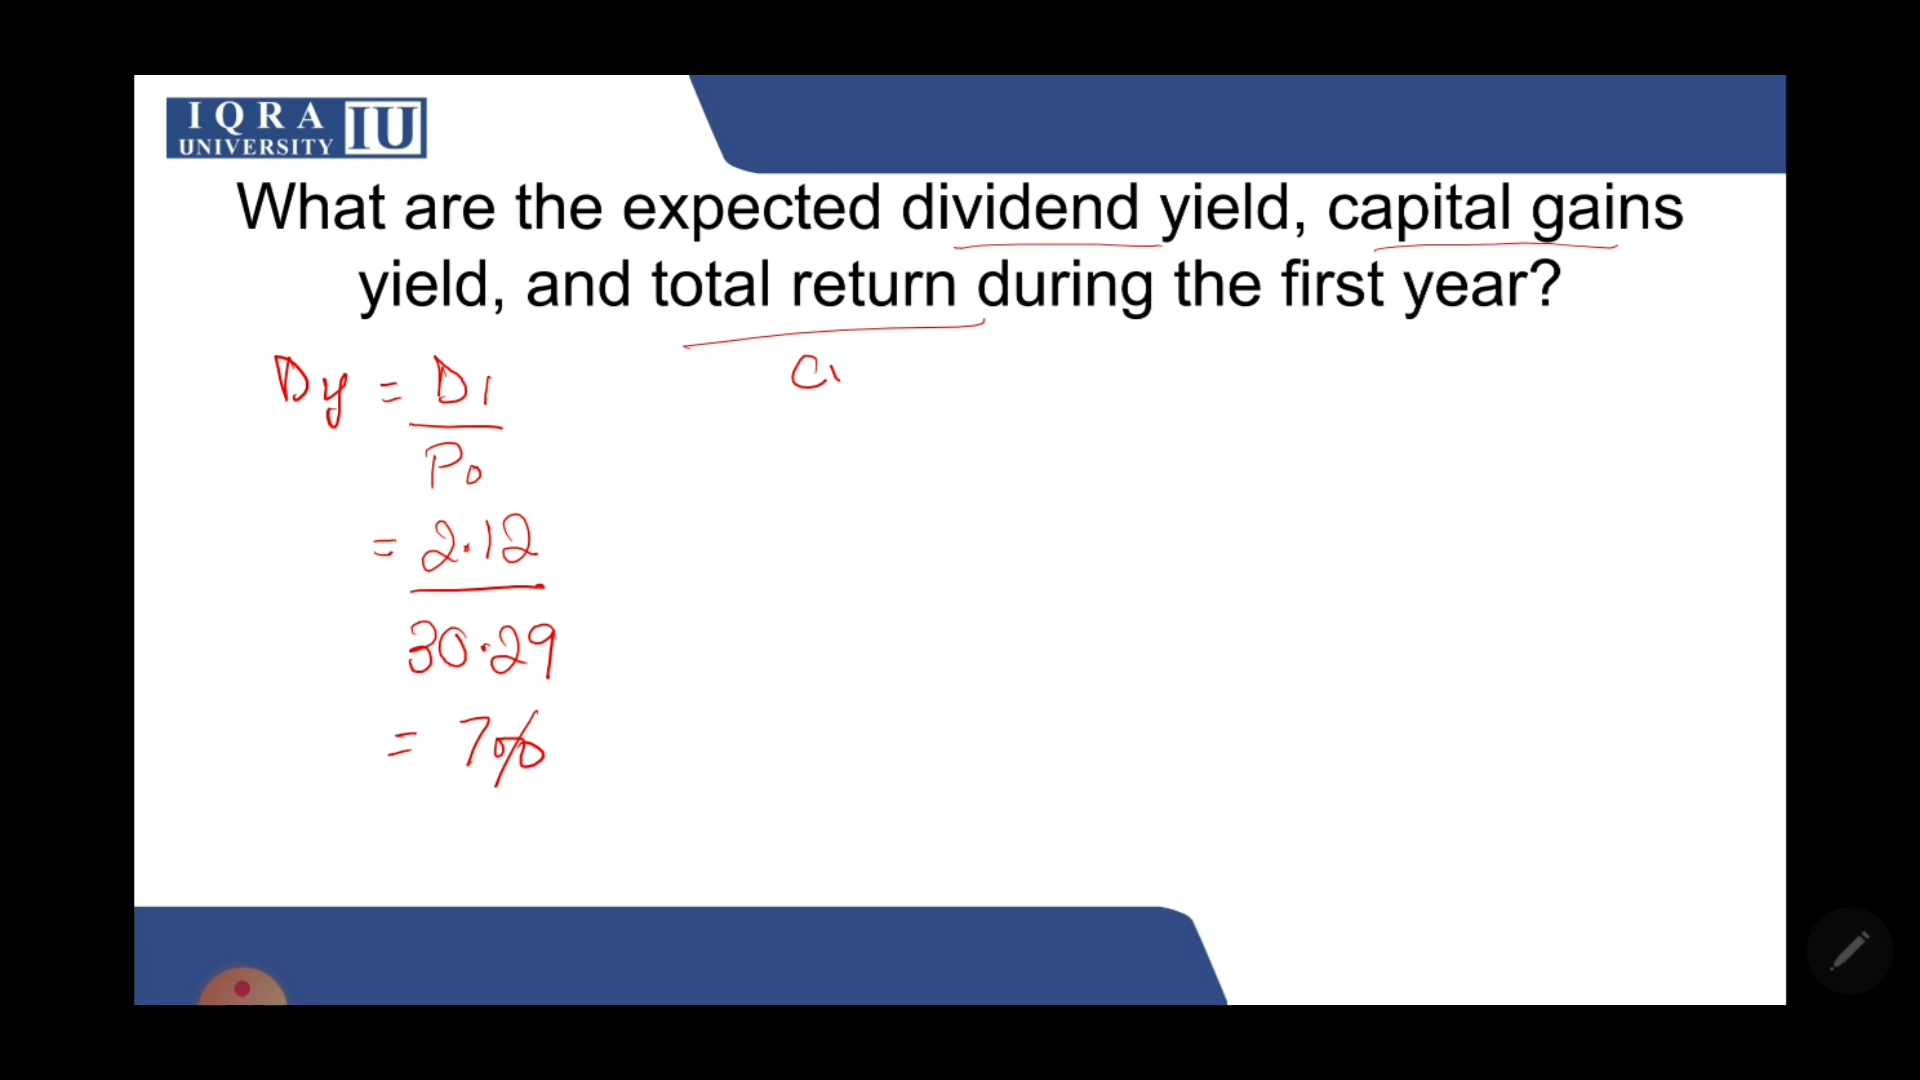 IQRA
UNIVERSITY
IU
What are the expected dividend yield, capital gains
yield, and total return during the first year?
Dy = D1
P0
= 2.12
30.29
= 7%